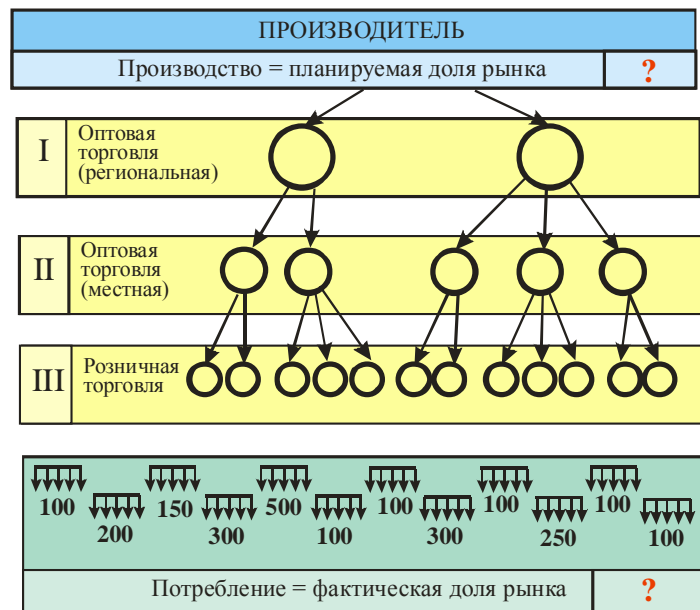 ПРОИЗВОДИТЕЛЬ
Производство = планируемая доля рынка ?
I Оптовая
торговля
(региональная)
II Оптовая
торговля
(местная)
III Розничная
торговля
100 150 500 100 100 100
200 300 100 300 250 100
Потребление = фактическая доля рынка ?